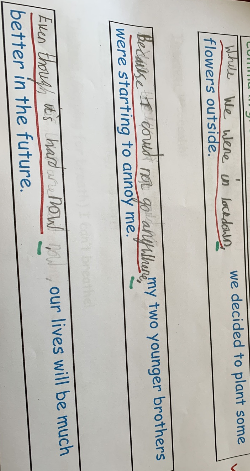 While we were in lockdown, we decided to plant some
flowers outside.
Because I could not go anywhere, my two younger brothers
were starting to annoy me.
Even though it's hard now, our lives will be much
better in the future.